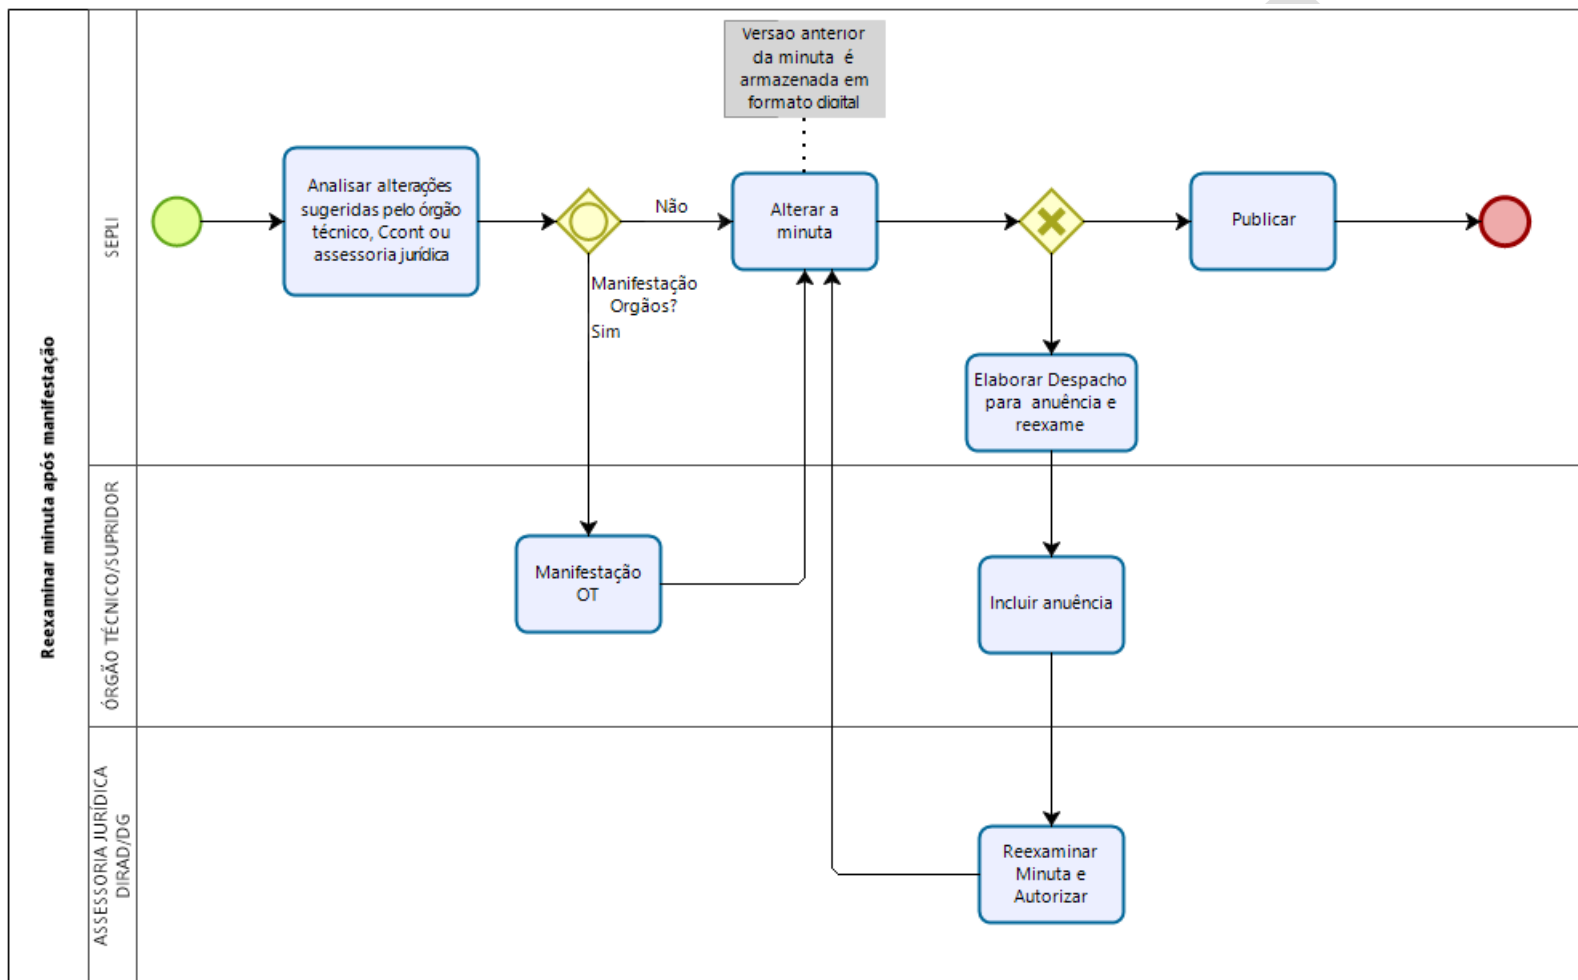 Reexaminar minuta após manifestação
SEPLI
Versão anterior
da minuta é
armazenada em
formato digital
Analisar alterações
sugeridas pelo órgão
técnico, Ccont ou
assessoria jurídica
Não
Manifestação
Orgãos?
Sim
Alterar a
minuta
Publicar
Elaborar Despacho
para anuência e
reexame
ÓRGÃO TÉCNICO/SUPRIDOR
Manifestação
OT
Incluir anuência
ASSESSORIA JURÍDICA
DIRAD/DG
Reexaminar
Minuta e
Autorizar